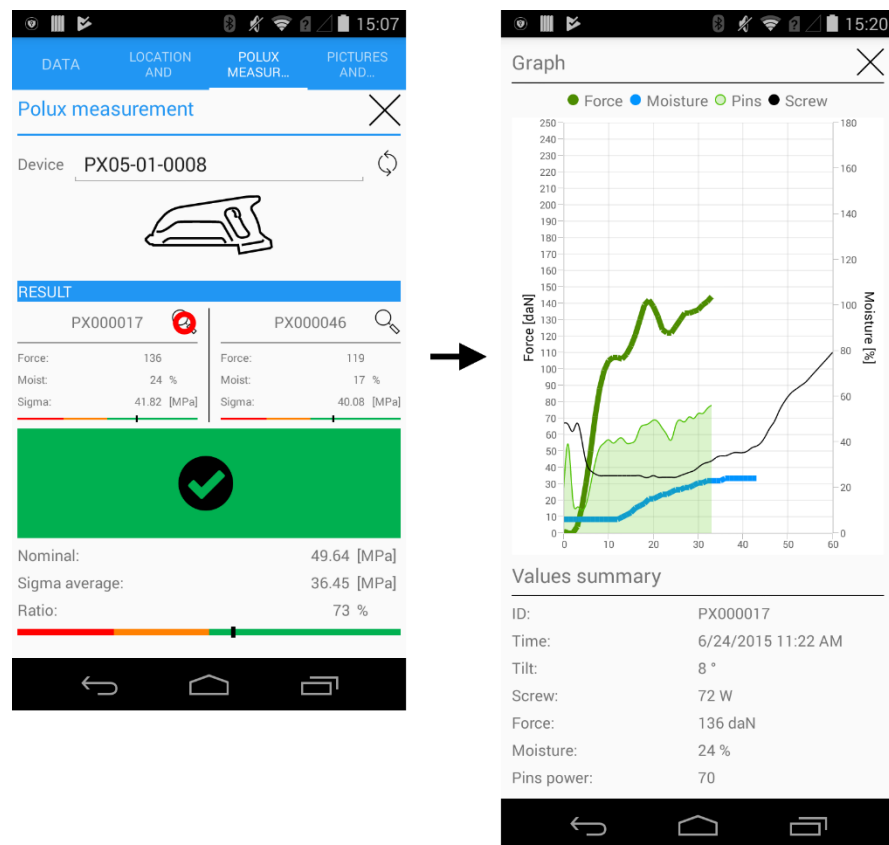 15:07
DATA
LOCATION AND
POLUX MEASUR...
PICTURES AND...
Polux measurement
Device PX05-01-0008
RESULT
PX000017
Force: 136
Moist: 24 %
Sigma: 41.82 [MPa]
PX000046
Force: 119
Moist: 17 %
Sigma: 40.08 [MPa]
Nominal: 49.64 [MPa]
Sigma average: 36.45 [MPa]
Ratio: 73 %
15:20
Graph
Force Moisture Pins Screw
Force [daN]
250
240
230
220
210
200
190
180
170
160
150
140
130
120
110
100
90
80
70
60
50
40
30
20
10
0
0 10 20 30 40 50 60
180
160
140
120
100
80
60
40
20
0
Moisture [%]
Values summary
ID: PX000017
Time: 6/24/2015 11:22 AM
Tilt: 8 °
Screw: 72 W
Force: 136 daN
Moisture: 24 %
Pins power: 70